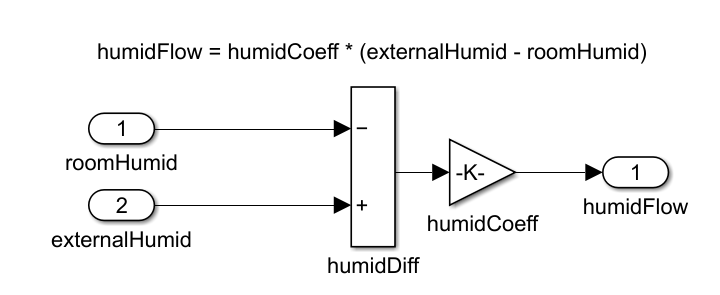 humidFlow = humidCoeff * (externalHumid - roomHumid)
1
roomHumid
−
2
externalHumid
+
humidDiff
-K-
humidCoeff
1
humidFlow